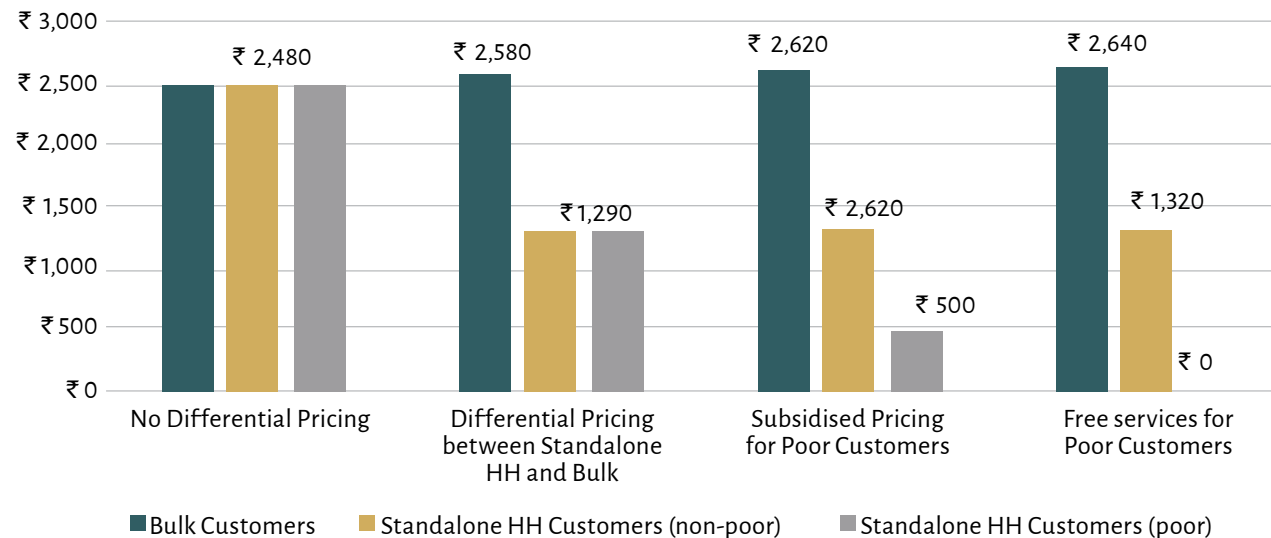 ₹ 3,000
₹ 2,500
₹ 2,000
₹ 1,500
₹ 1,000
₹ 500
₹ 0
₹ 2,480
₹ 2,580
₹ 1,290
₹ 2,620
₹ 2,620
₹ 500
₹ 2,640
₹ 1,320
₹ 0
No Differential Pricing
Differential Pricing
between Standalone
HH and Bulk
Subsidised Pricing
for Poor Customers
Free services for
Poor Customers
Bulk Customers
Standalone HH Customers (non-poor)
Standalone HH Customers (poor)